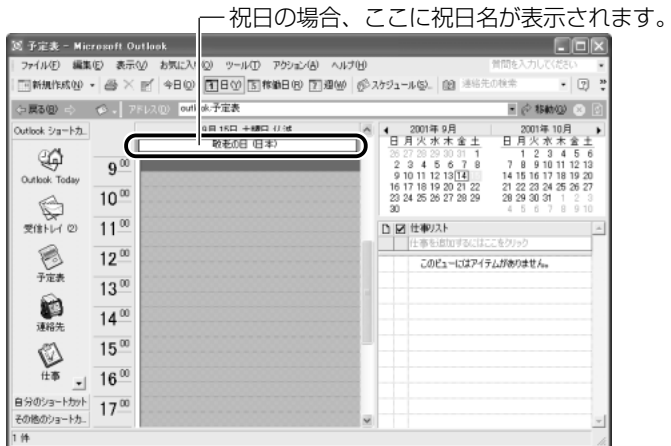 祝日の場合、ここに祝日名が表示されます。
予定表 - Microsoft Outlook
ファイル(F) 編集(E) 表示(V) お気に入 (O) ツール(T) アクション(A) ヘルプ(H) 質問を入力してください
新規作成(N) 今日(O) 1 日(Y) 5 稼働日(R) 7 週(W) スケジュール(S)... 連絡先の検索
戻る(B) アドレス(D) outlook:予定表 移動(G)
Outlook ショートカ...
Outlook Today
受信トレイ (2)
予定表
連絡先
仕事
自分のショートカット
その他のショートカ...
9月15日 土曜日
敬老の日 (日本)
9 00
10 00
11 00
12 00
13 00
14 00
15 00
16 00
17 00
2001年 9月
日 月 火 水 木 金 土
26 27 28 29 30 31 1
2 3 4 5 6 7 8
9 10 11 12 13 14 15
16 17 18 19 20 21 22
23 24 25 26 27 28 29
30
2001年 10月
日 月 火 水 木 金 土
1 2 3 4 5 6
7 8 9 10 11 12 13
14 15 16 17 18 19 20
21 22 23 24 25 26 27
28 29 30 31 1 2 3
4 5 6 7 8 9 10
仕事リスト
仕事を追加するにはここをクリック
このビューにはアイテムがありません。
1 件